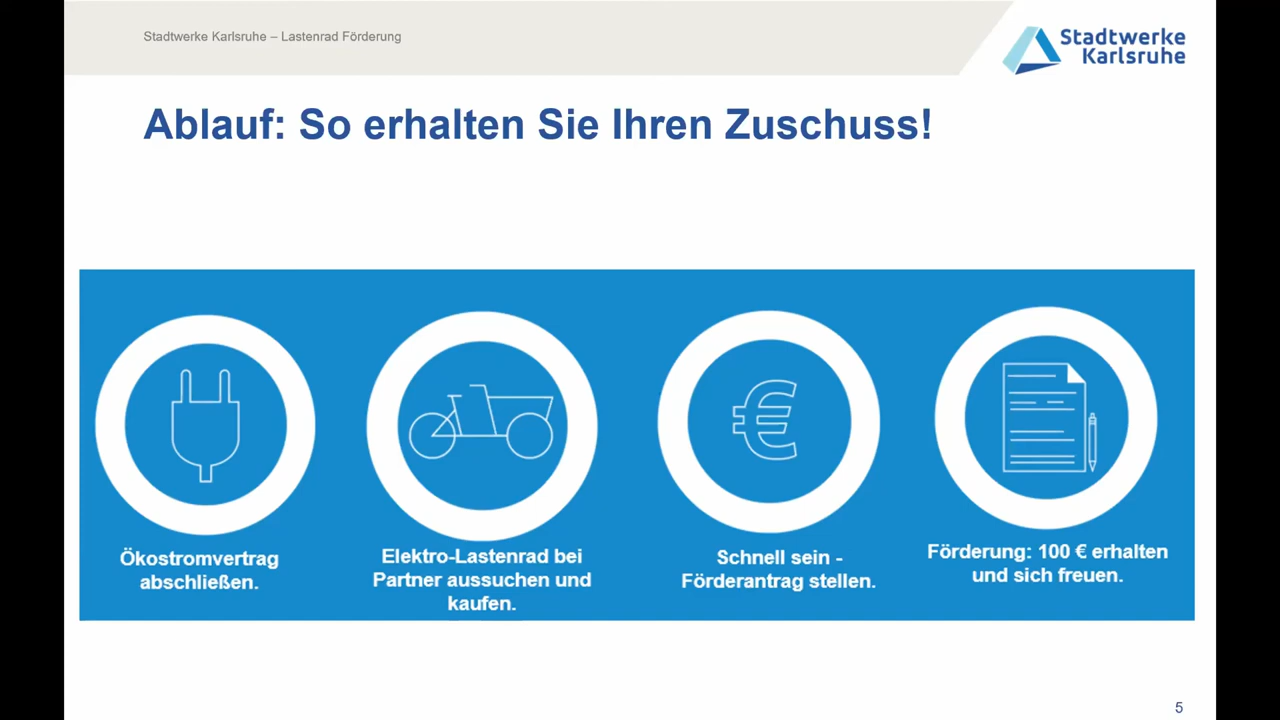 Stadtwerke Karlsruhe – Lastenrad Förderung
Stadtwerke
Karlsruhe
Ablauf: So erhalten Sie Ihren Zuschuss!
Ökostromvertrag
abschließen.
Elektro-Lastenrad bei
Partner aussuchen und
kaufen.
Schnell sein -
Förderantrag stellen.
Förderung: 100 € erhalten
und sich freuen.
5